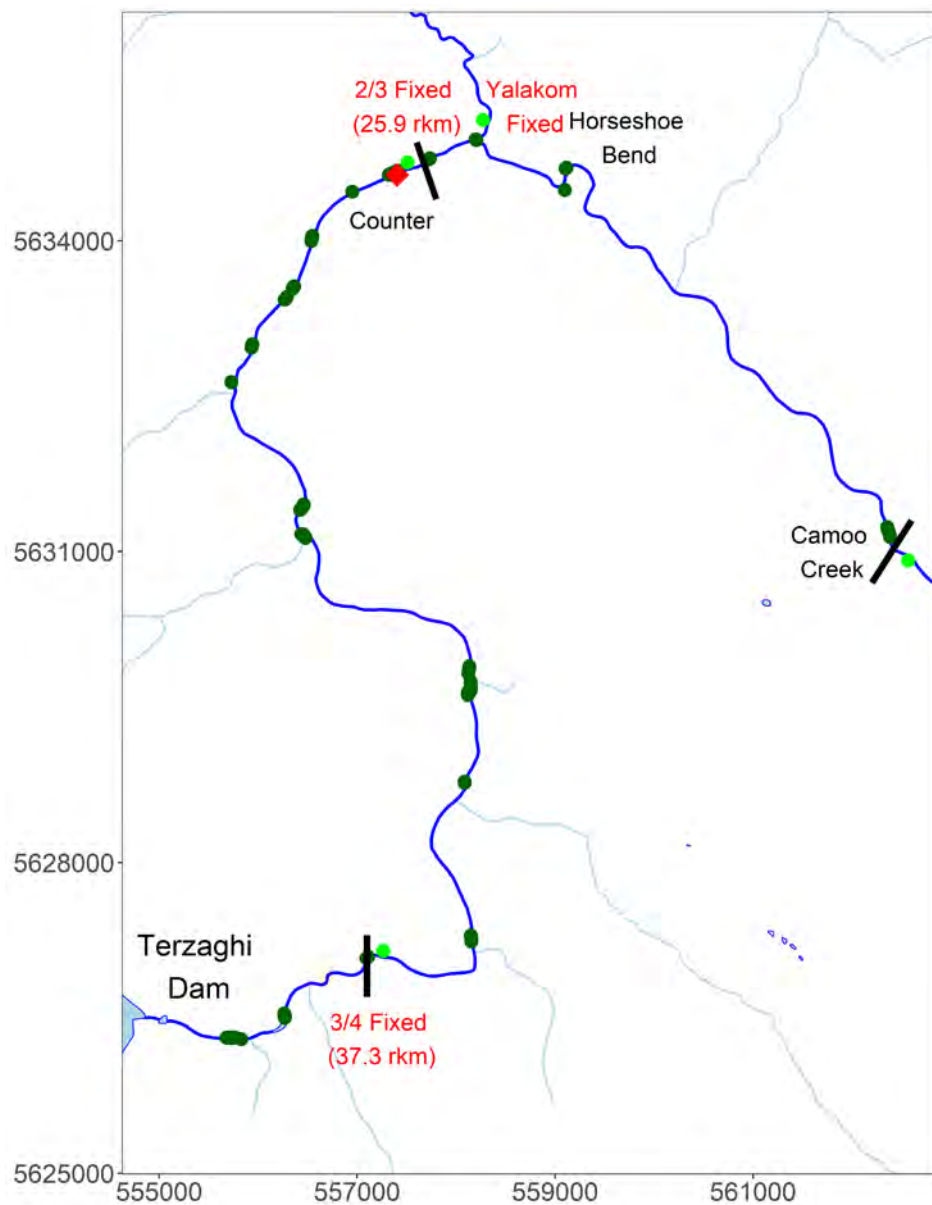 2/3 Fixed
(25.9 rkm)
Yalakom
Fixed
Horseshoe
Bend
Counter
5634000
Camoo
Creek
5631000
5628000
Terzaghi
Dam
3/4 Fixed
(37.3 rkm)
5625000
555000 557000 559000 561000